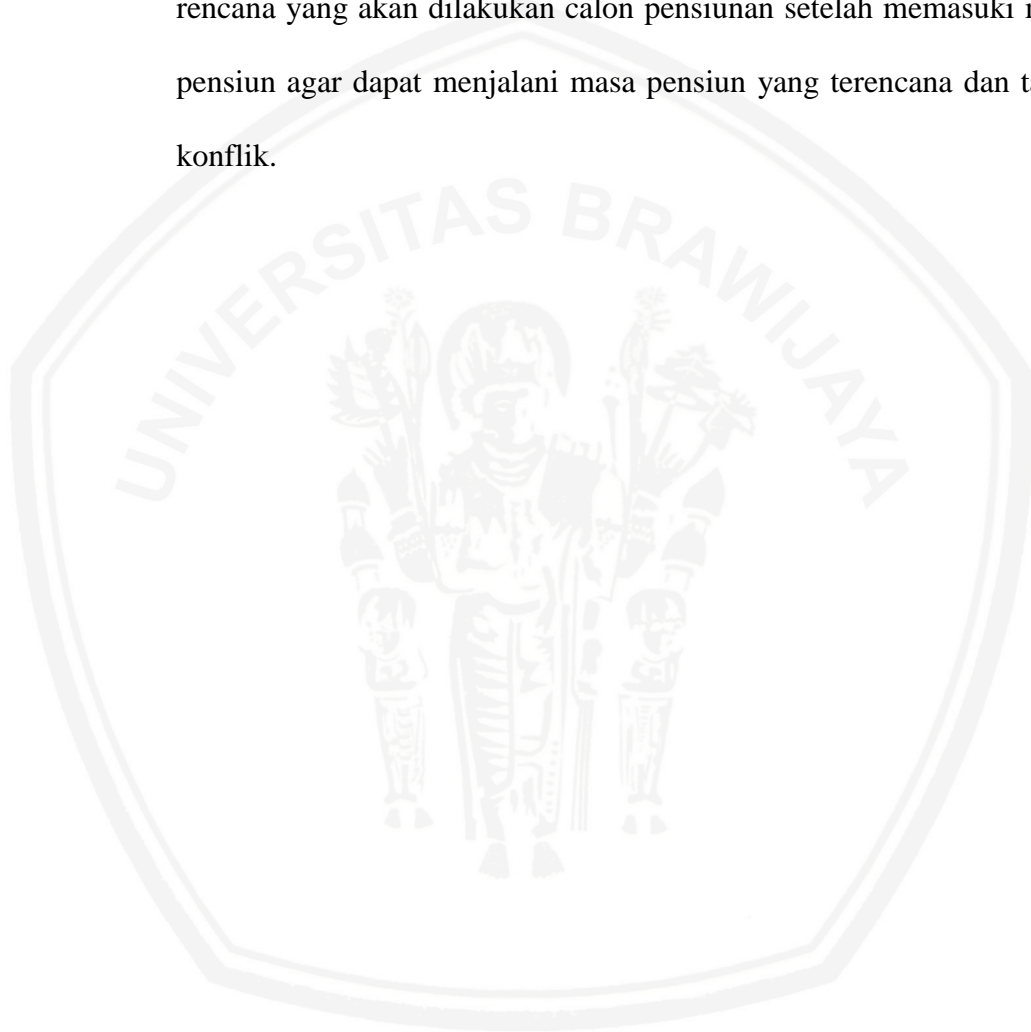 rencana yang akan dilakukan calon pensiunan setelah memasuki
pensiun agar dapat menjalani masa pensiun yang terencana dan
konflik.
UNIVERSITAS BRAWIJAYA